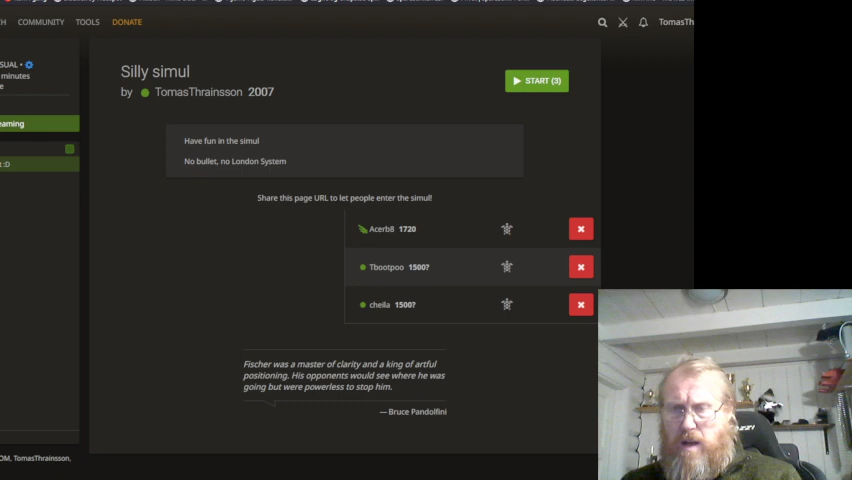 COMMUNITY TOOLS DONATE
TomasTh
Silly simul
by TomasThrainsson 2007
START (3)
minutes
Have fun in the simul
No bullet, no London System
:D
Share this page URL to let people enter the simul!
Acerb8 1720
Tbootpoo 1500?
cheila 1500?
Fischer was a master of clarity and a king of artful
positioning. His opponents would see where he was
going but were powerless to stop him.
— Bruce Pandolfini
OM, TomasThrainsson,